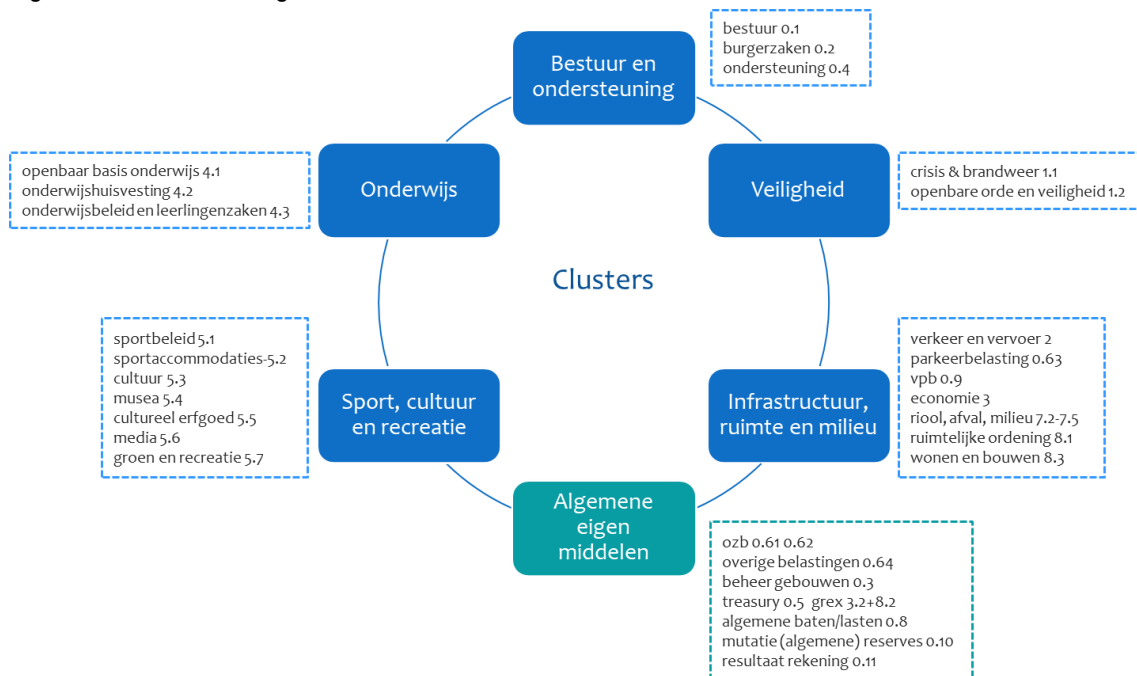 bestuur 0.1
burgerzaken 0.2
ondersteuning 0.4
Bestuur en
ondersteuning
openbaar basis onderwijs 4.1
onderwijshuisvesting 4.2
onderwijsbeleid en leerlingenzaken 4.3
Onderwijs
Veiligheid
crisis & brandweer 1.1
openbare orde en veiligheid 1.2
Clusters
sportbeleid 5.1
sportaccommodaties-5.2
cultuur 5.3
musea 5.4
cultureel erfgoed 5.5
media 5.6
groen en recreatie 5.7
Sport, cultuur
en recreatie
Infrastructuur,
ruimte en milieu
verkeer en vervoer 2
parkeerbelasting 0.63
vpb 0.9
economie 3
riool, afval, milieu 7.2-7.5
ruimtelijke ordening 8.1
wonen en bouwen 8.3
Algemene
eigen
middelen
ozb 0.61 0.62
overige belastingen 0.64
beheer gebouwen 0.3
treasury 0.5 grex 3.2+8.2
algemene baten/lasten 0.8
mutatie (algemene) reserves 0.10
resultaat rekening 0.11